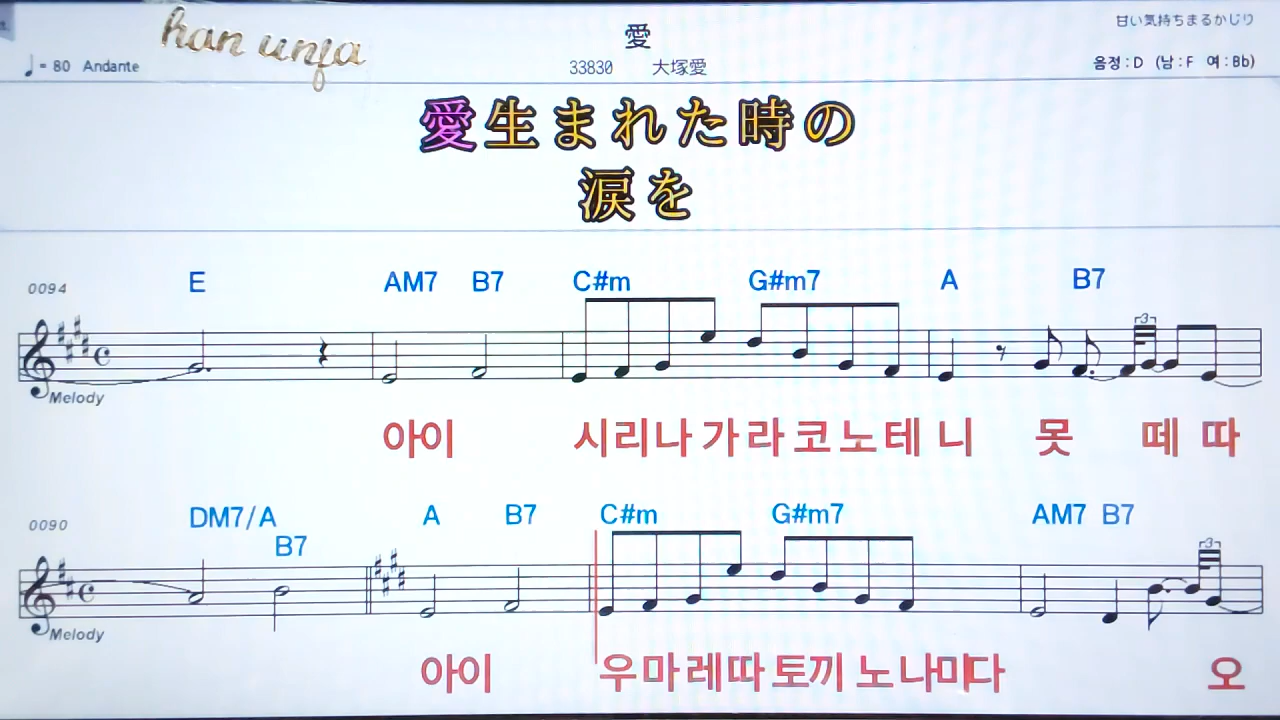 han unfa
愛
甘い気持ちまるかじり
♩= 80 Andante
33830 大塚愛
음정 : D (남 : F 여 : Bb)
愛生まれた時の
涙を
0094 E AM7 B7 C#m G#m7 A B7
3
Melody
아이 시리나가라코노테니 못 떼 따
0090 DM7/A B7 A B7 C#m G#m7 AM7 B7
3
Melody
아이 우마레따토끼노나미다 오